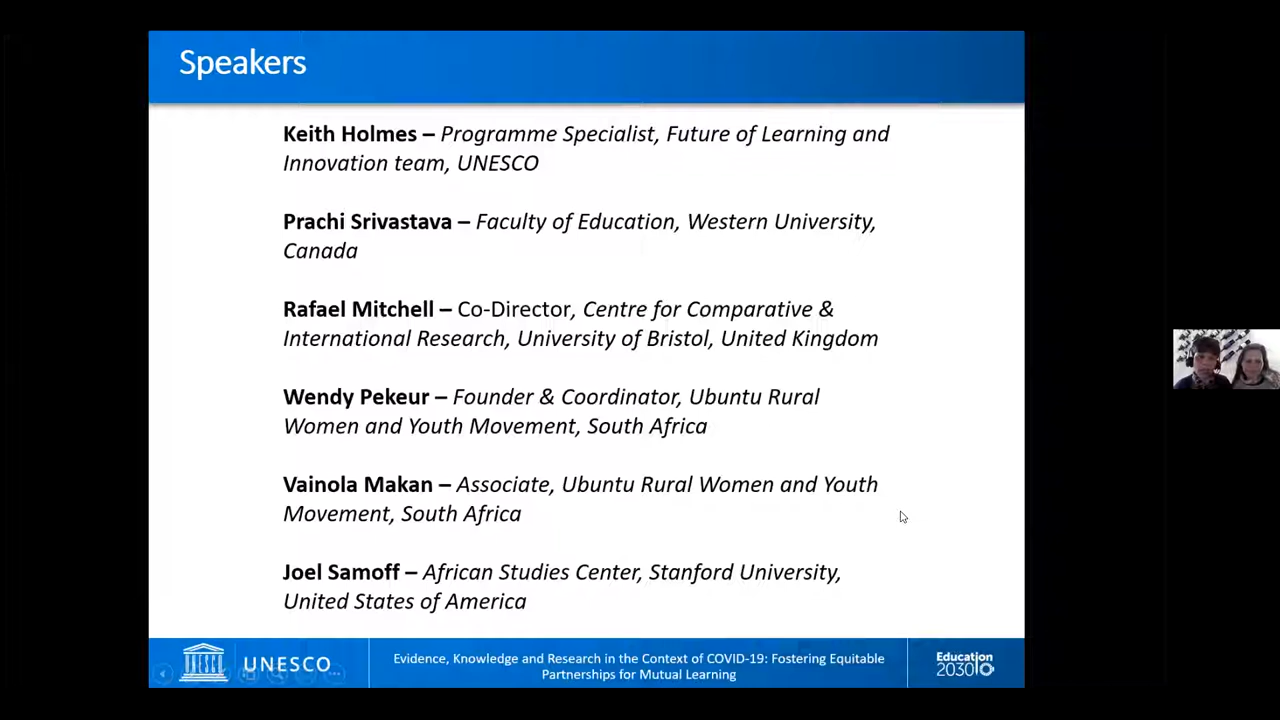 Speakers
Keith Holmes – Programme Specialist, Future of Learning and
Innovation team, UNESCO
Prachi Srivastava – Faculty of Education, Western University,
Canada
Rafael Mitchell – Co-Director, Centre for Comparative &
International Research, University of Bristol, United Kingdom
Wendy Pekeur – Founder & Coordinator, Ubuntu Rural
Women and Youth Movement, South Africa
Vainola Makan – Associate, Ubuntu Rural Women and Youth
Movement, South Africa
Joel Samoff – African Studies Center, Stanford University,
United States of America
UNESCO
Evidence, Knowledge and Research in the Context of COVID-19: Fostering Equitable
Partnerships for Mutual Learning
Education
2030